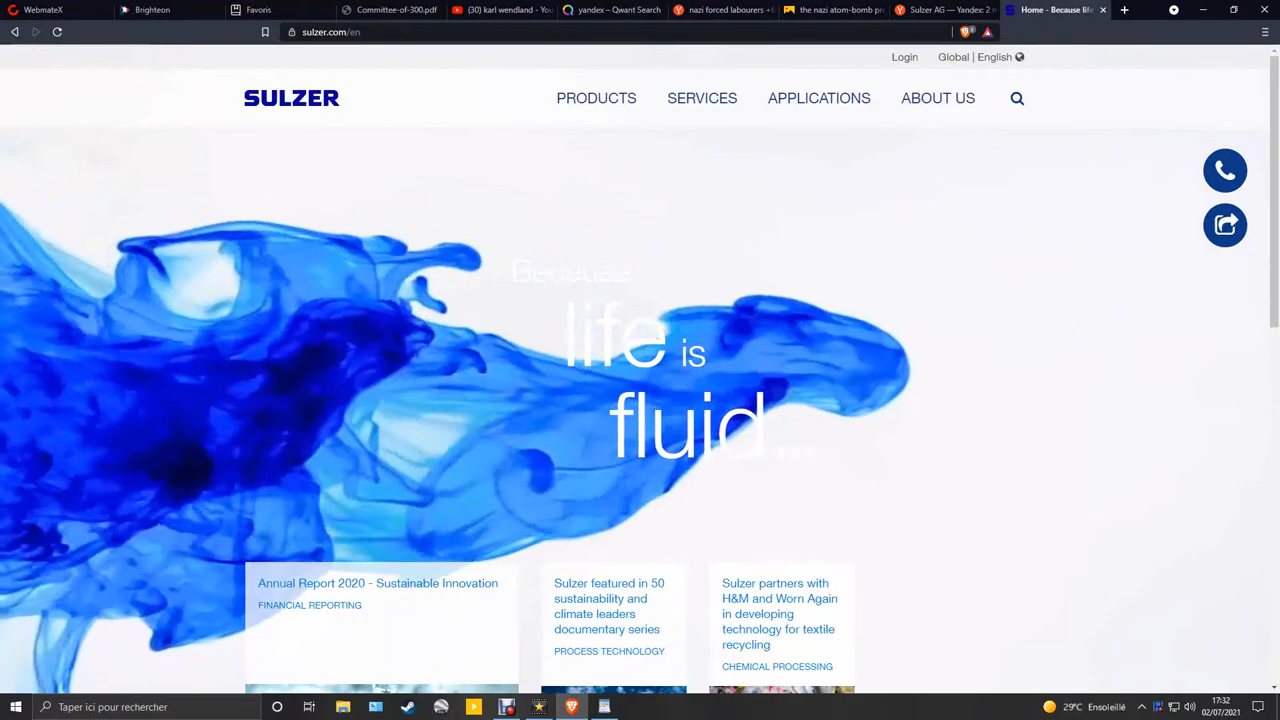 WebmateX
Brighteon
Favoris
Committee-of-300.pdf
(30) karl wendland - You
yandex – Qwant Search
nazi forced labourers +
the nazi atom-bomb p
Sulzer AG — Yandex: 2
Home - Because life
sulzer.com/en
Login
Global | English
SULZER
PRODUCTS
SERVICES
APPLICATIONS
ABOUT US
Because
life is
fluid...
Annual Report 2020 - Sustainable Innovation
FINANCIAL REPORTING
Sulzer featured in 50
sustainability and
climate leaders
documentary series
PROCESS TECHNOLOGY
Sulzer partners with
H&M and Worn Again
in developing
technology for textile
recycling
CHEMICAL PROCESSING
Taper ici pour rechercher
29°C Ensoleillé
17:32
02/07/2021